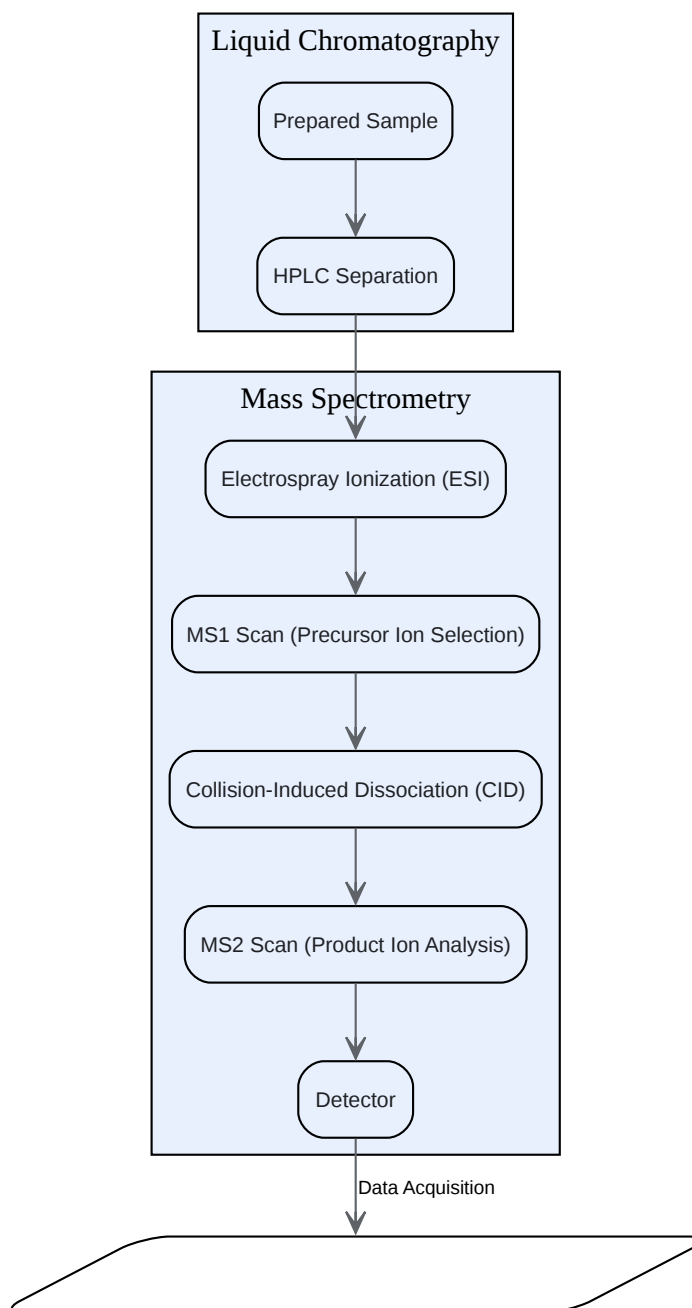 Liquid Chromatography
Prepared Sample
HPLC Separation
Mass Spectrometry
Electrospray Ionization (ESI)
MS1 Scan (Precursor Ion Selection)
Collision-Induced Dissociation (CID)
MS2 Scan (Product Ion Analysis)
Detector
Data Acquisition